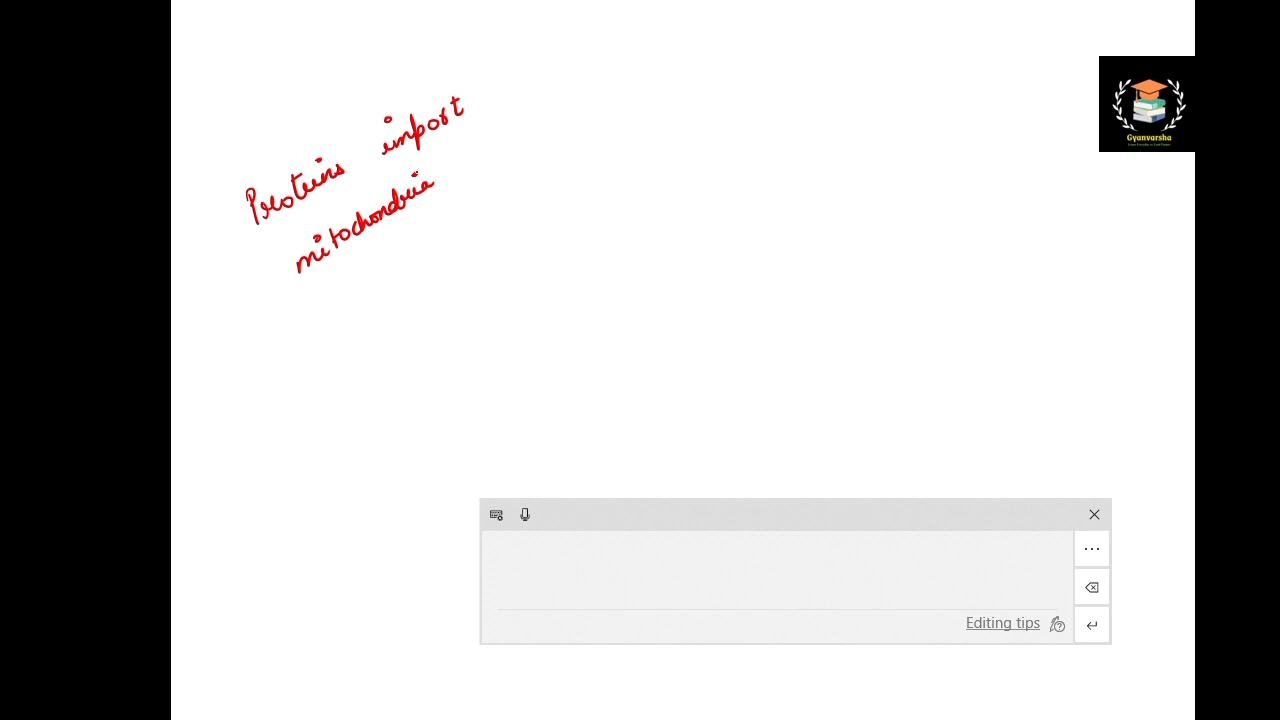 Proteins import
mitochondria
Gyanvarsha
Editing tips